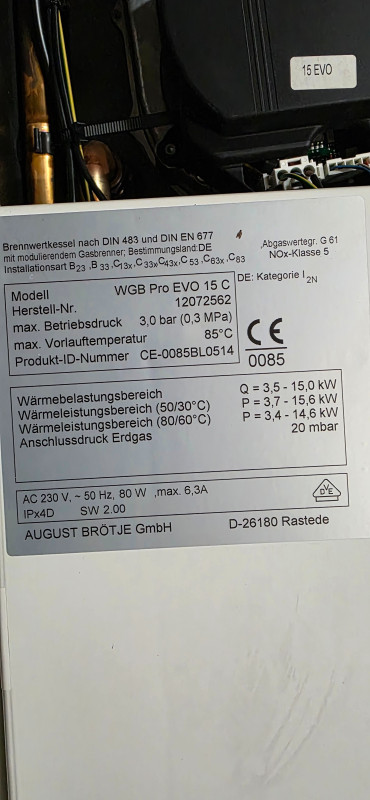 15 EVO
Brennwertkessel nach DIN 483 und DIN EN 677
mit modulierendem Gasbrenner; Bestimmungsland:DE
Installationsart B23 ,B 33 ,C13x,C33x,C43x,C 53 ,C63x ,C83
,Abgaswertegr. G 61
NOx-Klasse 5
DE: Kategorie I2N
Modell WGB Pro EVO 15 C
Herstell-Nr. 12072562
max. Betriebsdruck 3,0 bar (0,3 MPa)
max. Vorlauftemperatur 85°C
Produkt-ID-Nummer CE-0085BL0514
CE
0085
Wärmebelastungsbereich Q = 3,5 - 15,0 kW
Wärmeleistungsbereich (50/30°C) P = 3,7 - 15,6 kW
Wärmeleistungsbereich (80/60°C) P = 3,4 - 14,6 kW
Anschlussdruck Erdgas 20 mbar
AC 230 V, ~ 50 Hz, 80 W ,max. 6,3A
IPx4D SW 2.00
DVE
AUGUST BRÖTJE GmbH D-26180 Rastede